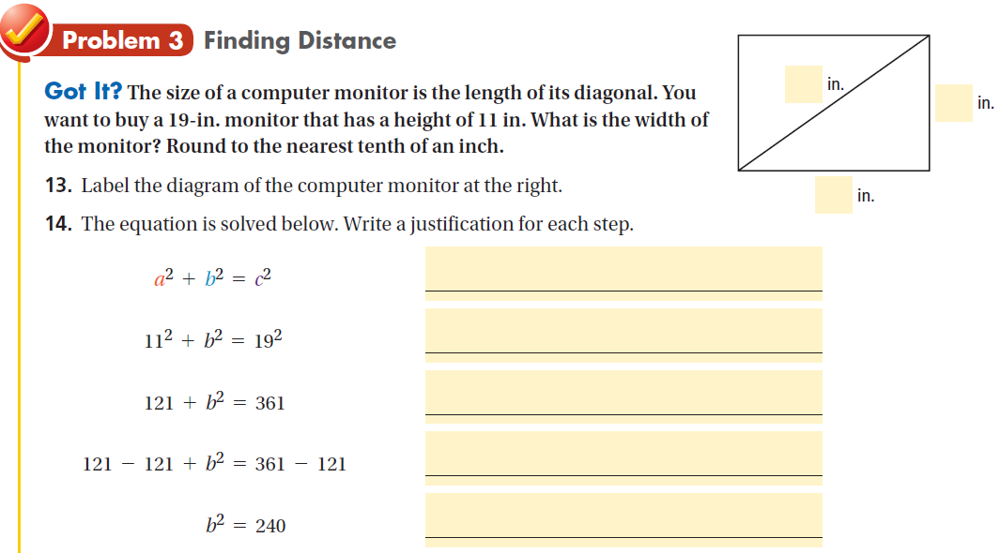 Problem 3 Finding Distance
Got It? The size of a computer monitor is the length of its diagonal. You
want to buy a 19-in. monitor that has a height of 11 in. What is the width of
the monitor? Round to the nearest tenth of an inch.
in.
in.
in.
13. Label the diagram of the computer monitor at the right.
14. The equation is solved below. Write a justification for each step.
a² + b² = c²
11² + b² = 19²
121 + b² = 361
121 − 121 + b² = 361 − 121
b² = 240